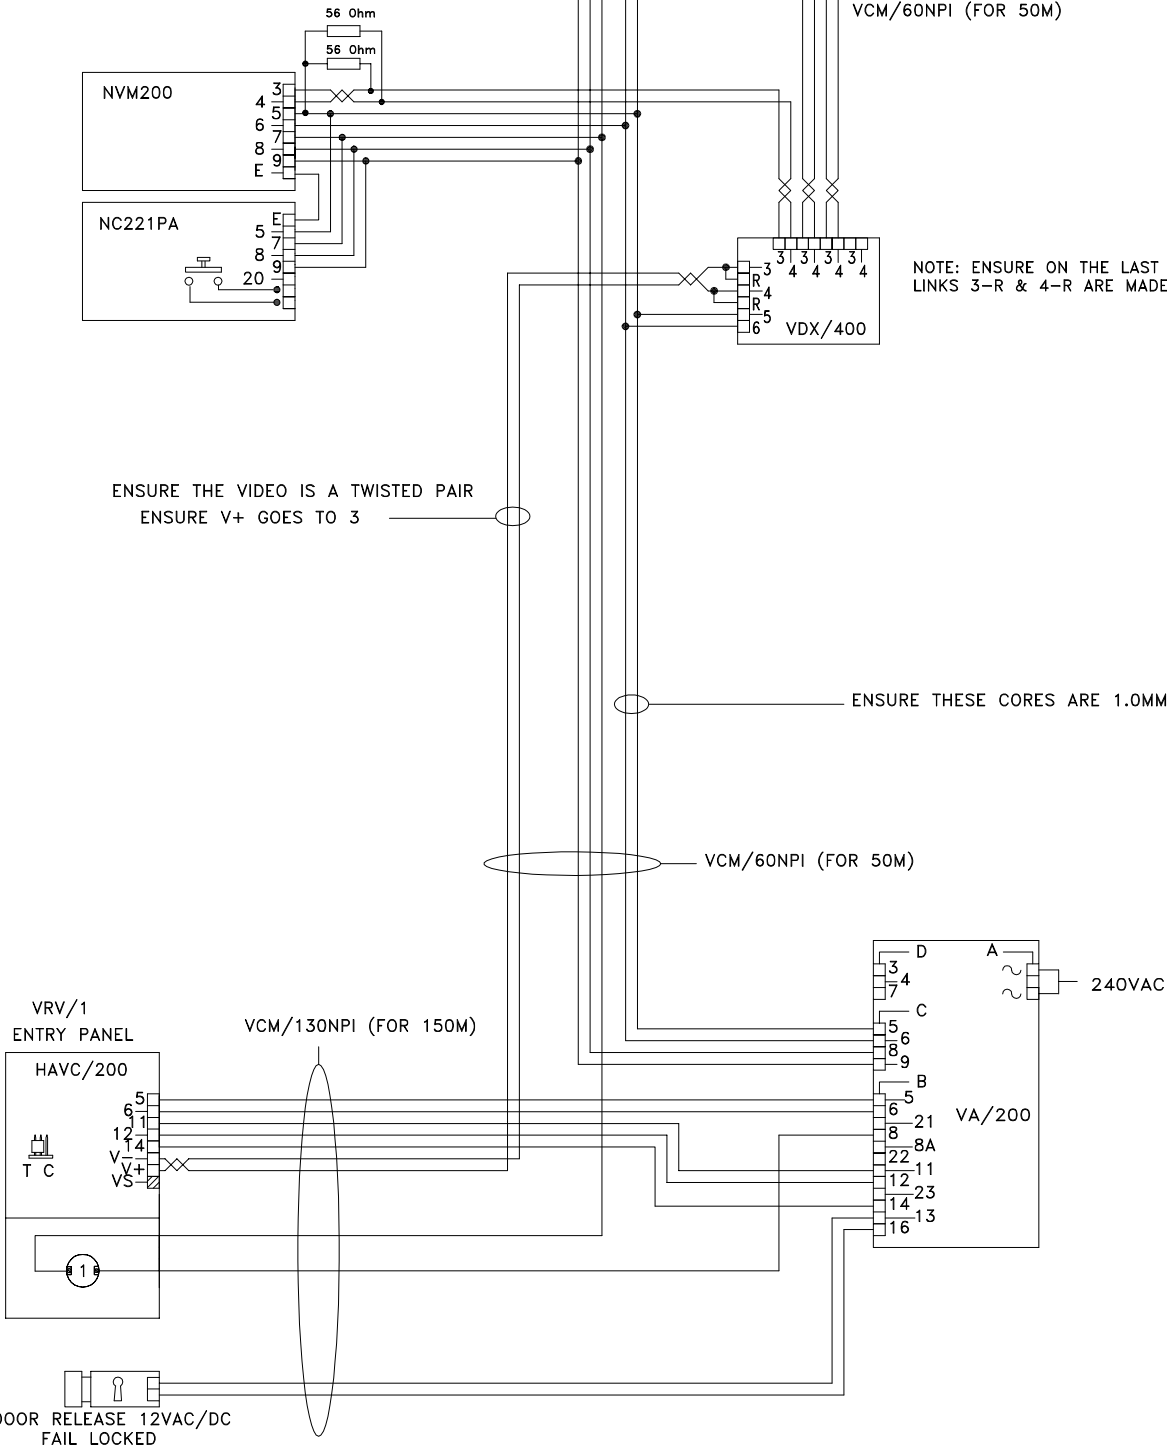 VCM/60NPI (FOR 50M)
56 Ohm
56 Ohm
NVM200
3
4
5
6
7
8
9
E
NC221PA
E
5
7
8
9
20
3 3 3 3
4 4 4 4
3
R
4
R
5
6
VDX/400
NOTE: ENSURE ON THE LAST
LINKS 3-R & 4-R ARE MADE
ENSURE THE VIDEO IS A TWISTED PAIR
ENSURE V+ GOES TO 3
ENSURE THESE CORES ARE 1.0MM
VCM/60NPI (FOR 50M)
D
3
4
7
C
5
6
8
9
B
5
6
21
8
8A
22
11
12
23
14
13
16
A
VA/200
240VAC
VRV/1
ENTRY PANEL
VCM/130NPI (FOR 150M)
HAVC/200
5
6
11
12
14
V-
V+
VS
T C
1
DOOR RELEASE 12VAC/DC
FAIL LOCKED